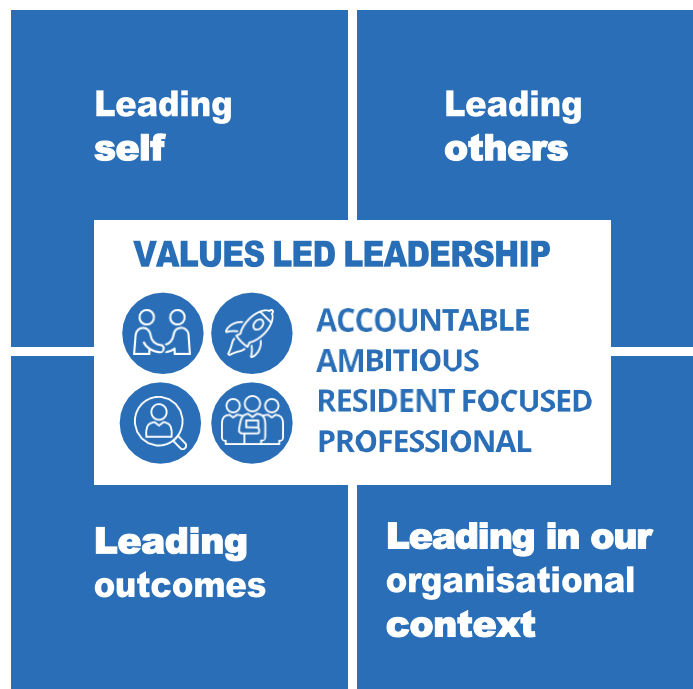 Leading
self
Leading
others
VALUES LED LEADERSHIP
ACCOUNTABLE
AMBITIOUS
RESIDENT FOCUSED
PROFESSIONAL
Leading
outcomes
Leading in our
organisational
context